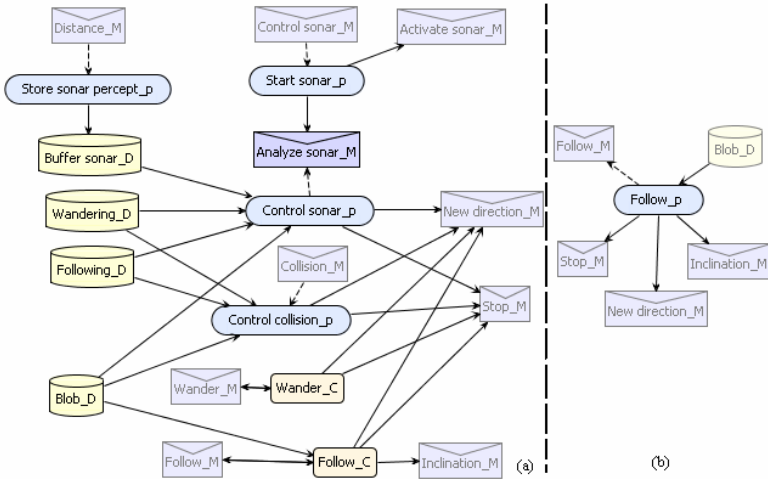 Distance_M
Control sonar_M
Activate sonar_M
Store sonar percept_p
Start sonar_p
Buffer sonar_D
Analyze sonar_M
Wandering_D
Control sonar_p
New direction_M
Following_D
Collision_M
Control collision_p
Stop_M
Blob_D
Wander_M
Wander_C
Follow_M
Follow_C
Inclination_M
(a)
Follow_M
Blob_D
Follow_p
Stop_M
Inclination_M
New direction_M
(b)